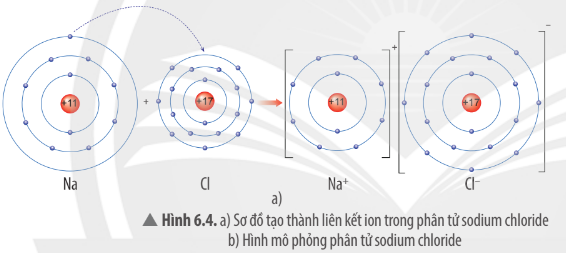 +11 + +17 +11 + +17 −
Na Cl Na⁺ Cl⁻
a)
▲ Hình 6.4. a) Sơ đồ tạo thành liên kết ion trong phân tử sodium chloride
b) Hình mô phỏng phân tử sodium chloride